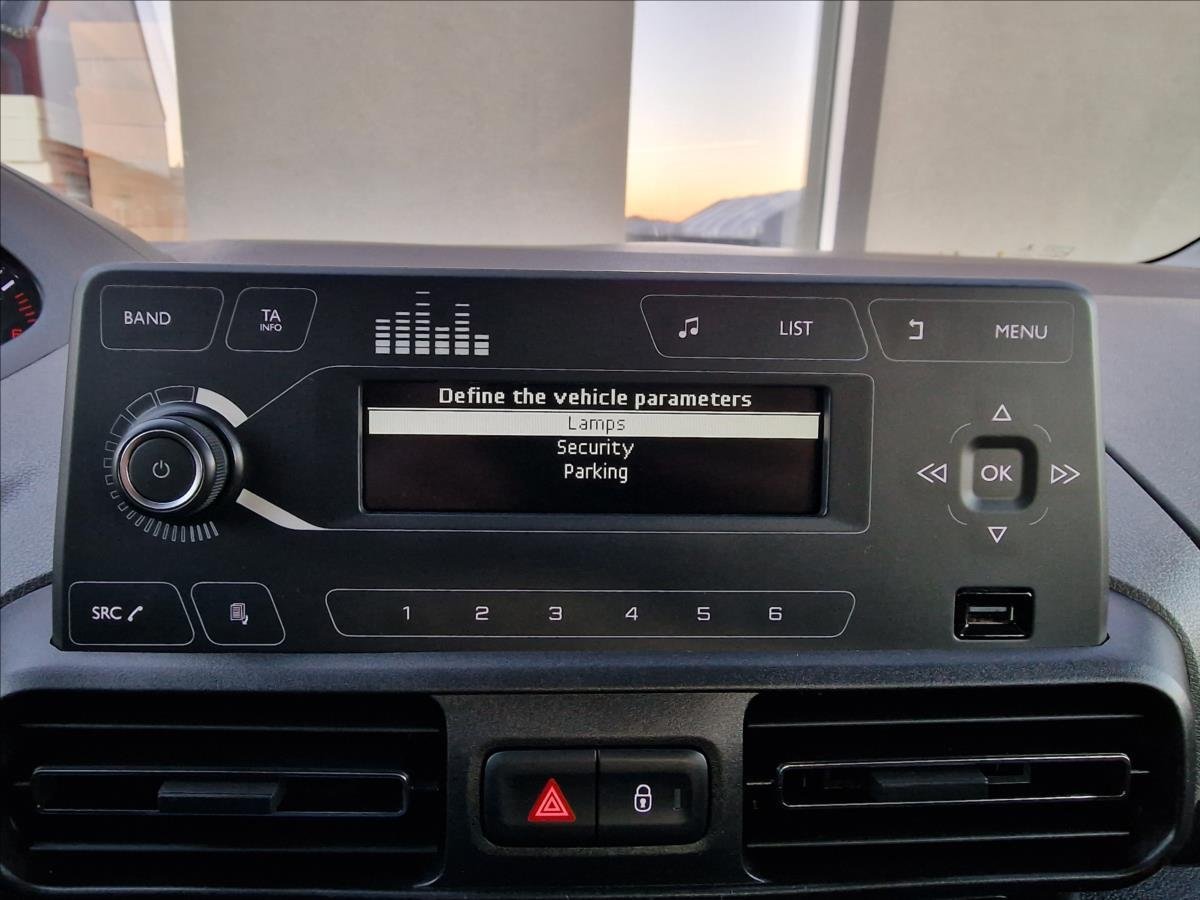 BAND
TA
INFO
LIST
MENU
Define the vehicle parameters
Lamps
Security
Parking
OK
SRC
1 2 3 4 5 6